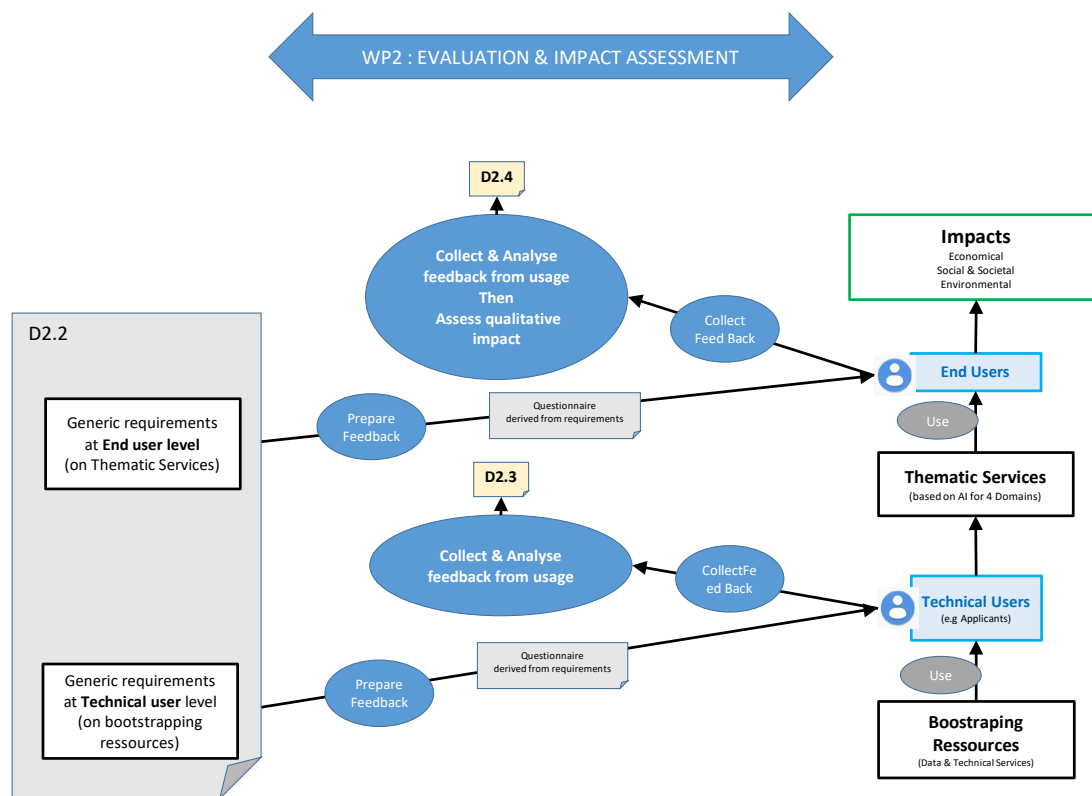 WP2 : EVALUATION & IMPACT ASSESSMENT
D2.4
Collect & Analyse
feedback from usage
Then
Assess qualitative
impact
Impacts
Economical
Social & Societal
Environmental
Collect
Feed Back
D2.2
End Users
Generic requirements
at End user level
(on Thematic Services)
Prepare
Feedback
Questionnaire
derived from requirements
Use
D2.3
Thematic Services
(based on AI for 4 Domains)
Collect & Analyse
feedback from usage
CollectFe
ed Back
Technical Users
(e.g Applicants)
Generic requirements
at Technical user level
(on bootstrapping
ressources)
Prepare
Feedback
Questionnaire
derived from requirements
Use
Boostraping
Ressources
(Data & Technical Services)